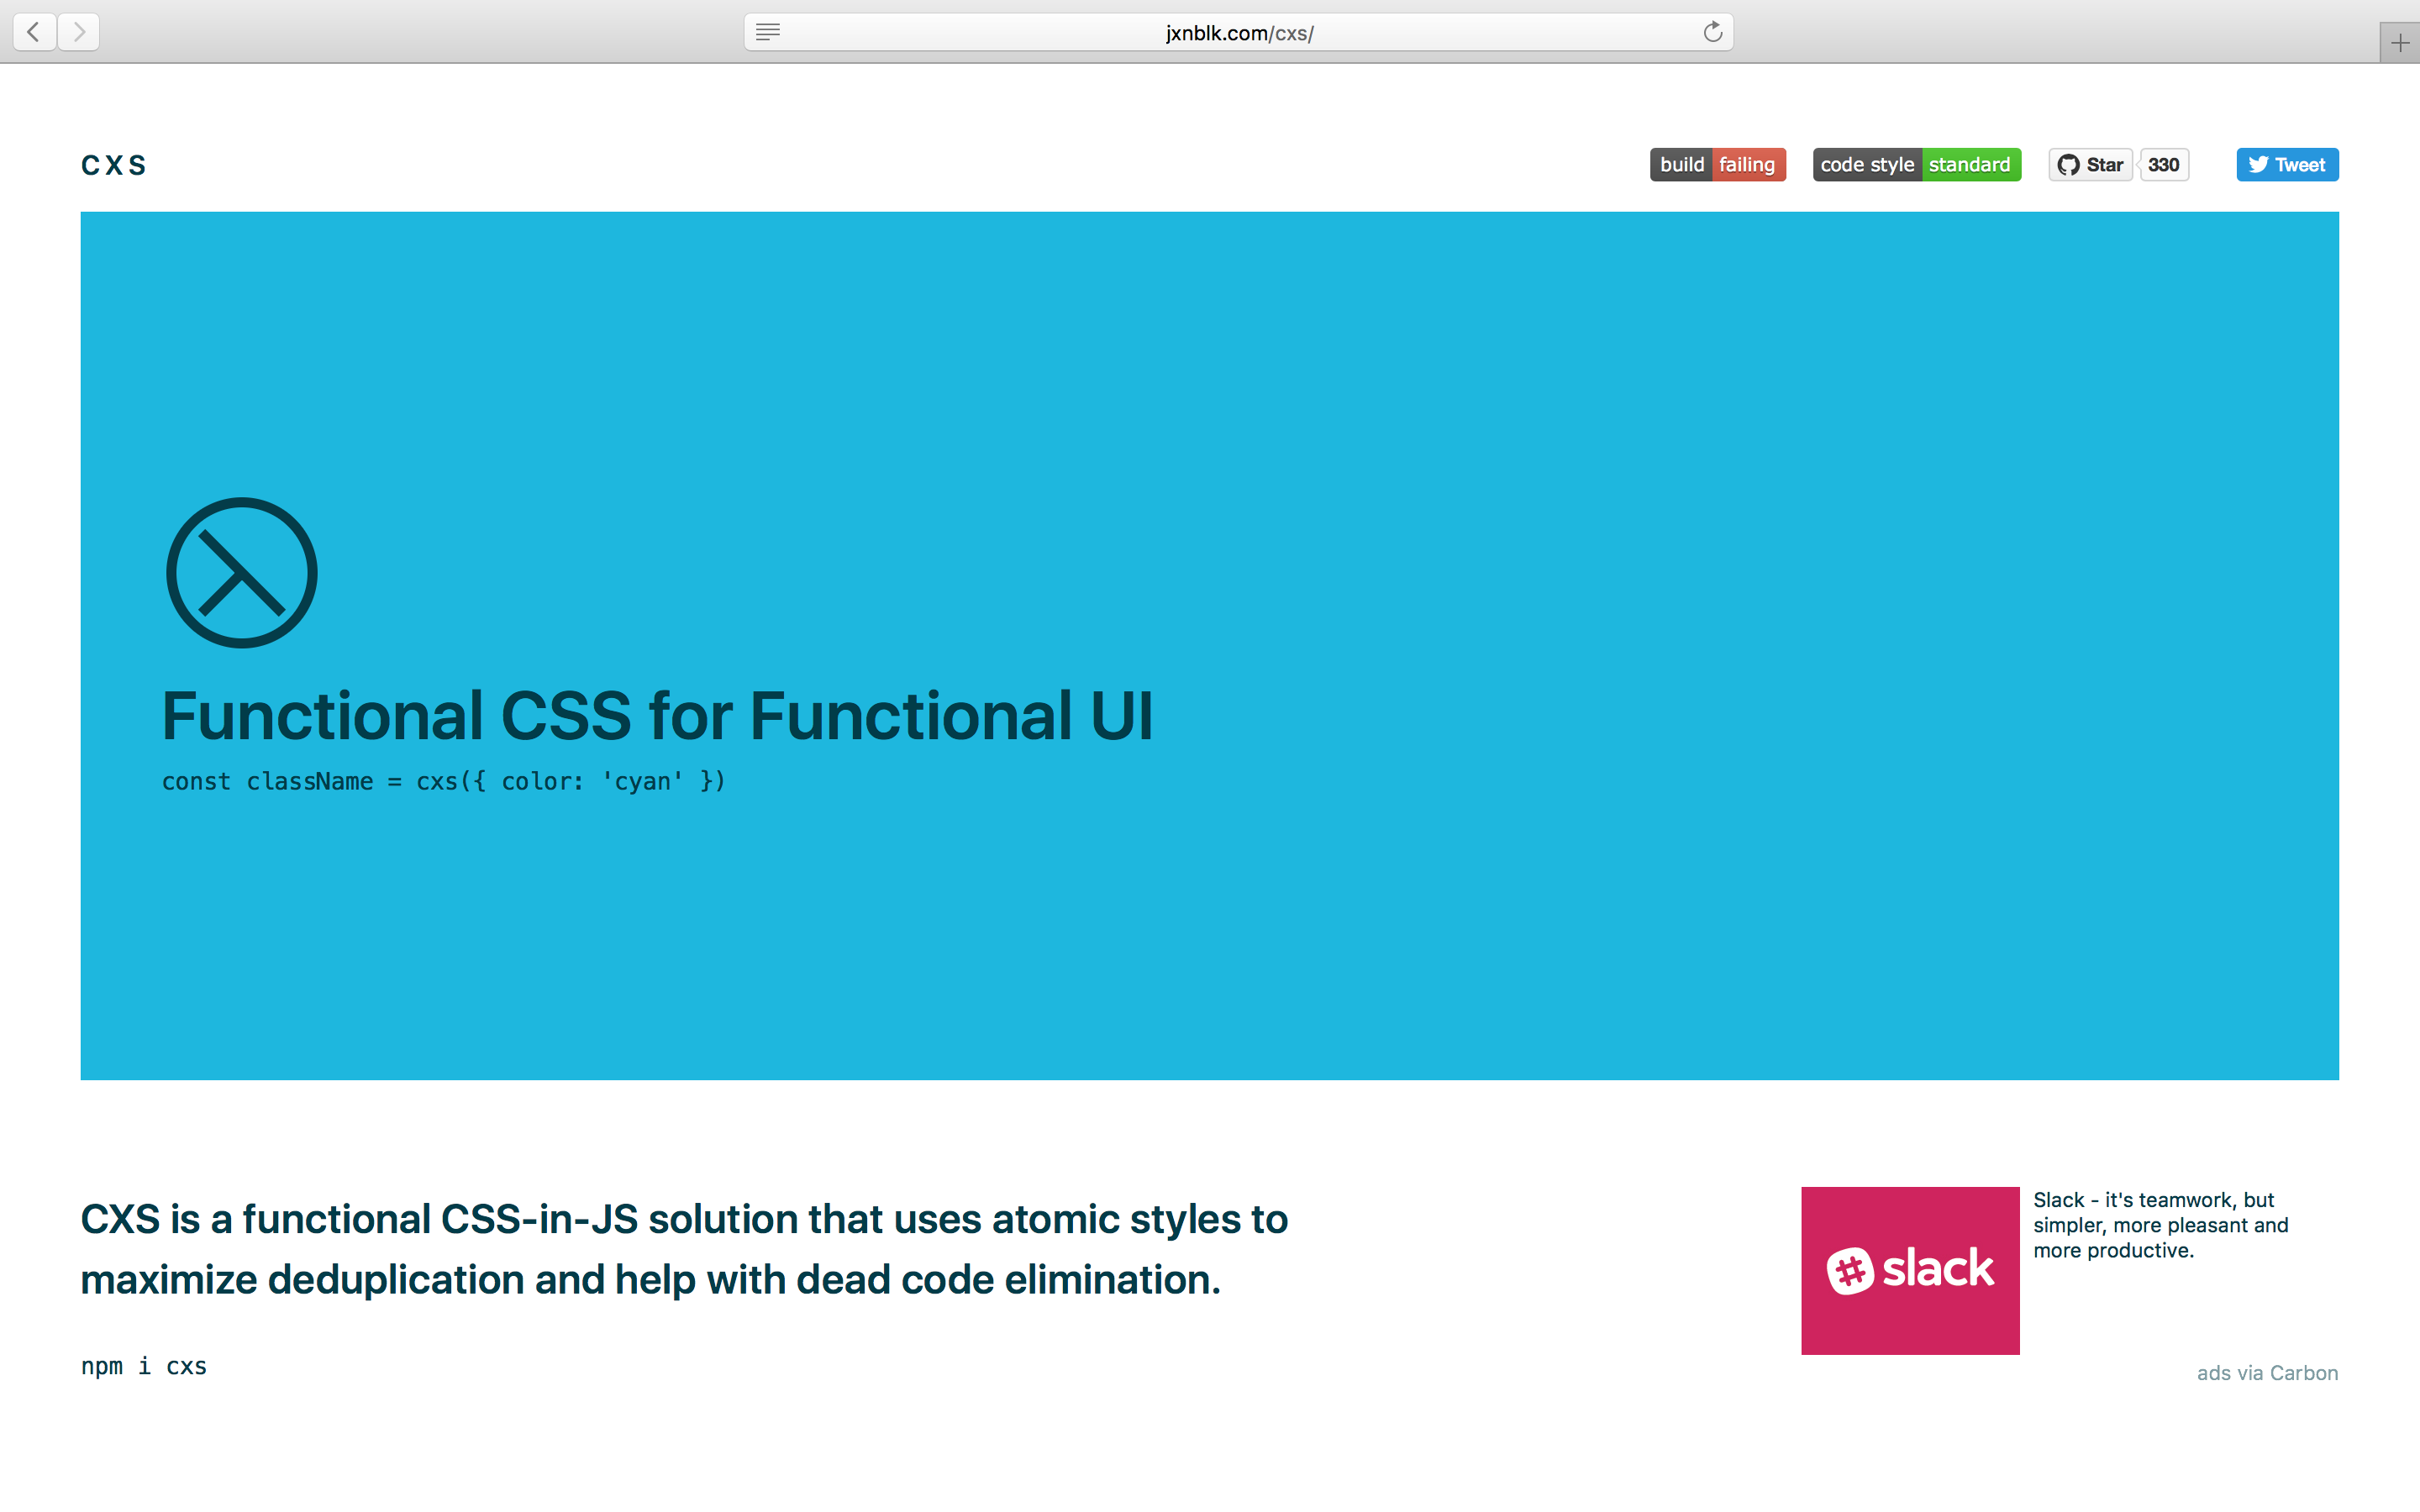 jxnblk.com/cxs/
CXS
build failing
code style standard
Star 330
Tweet
Functional CSS for Functional UI
const className = cxs({ color: 'cyan' })
CXS is a functional CSS-in-JS solution that uses atomic styles to
maximize deduplication and help with dead code elimination.
npm i cxs
slack
Slack - it's teamwork, but
simpler, more pleasant and
more productive.
ads via Carbon